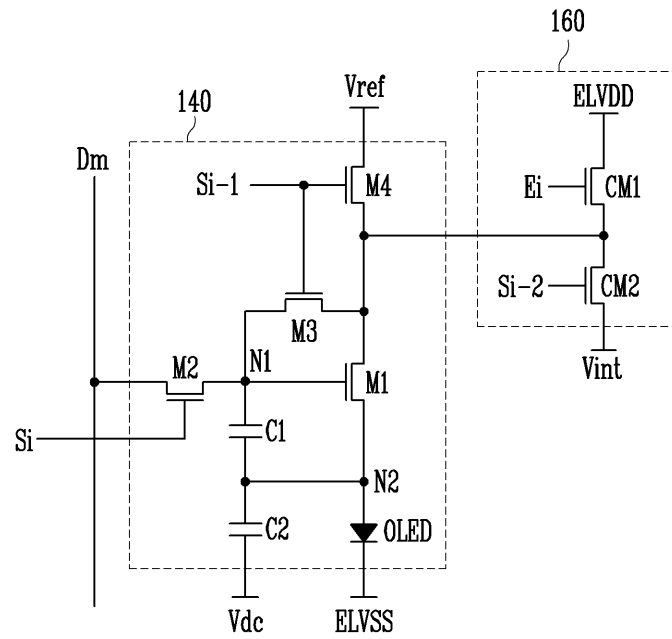 160
Vref
ELVDD
140
Dm
Si-1
M4
Ei
CM1
Si-2
CM2
M3
Vint
M2
N1
M1
Si
C1
N2
C2
OLED
Vdc
ELVSS